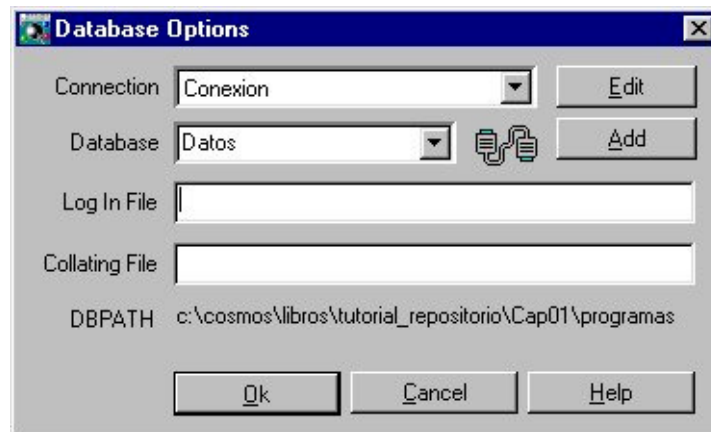 Database Options
Connection Conexion Edit
Database Datos Add
Log In File
Collating File
DBPATH c:\cosmos\libros\tutorial_repositorio\Cap01\programas
Ok Cancel Help